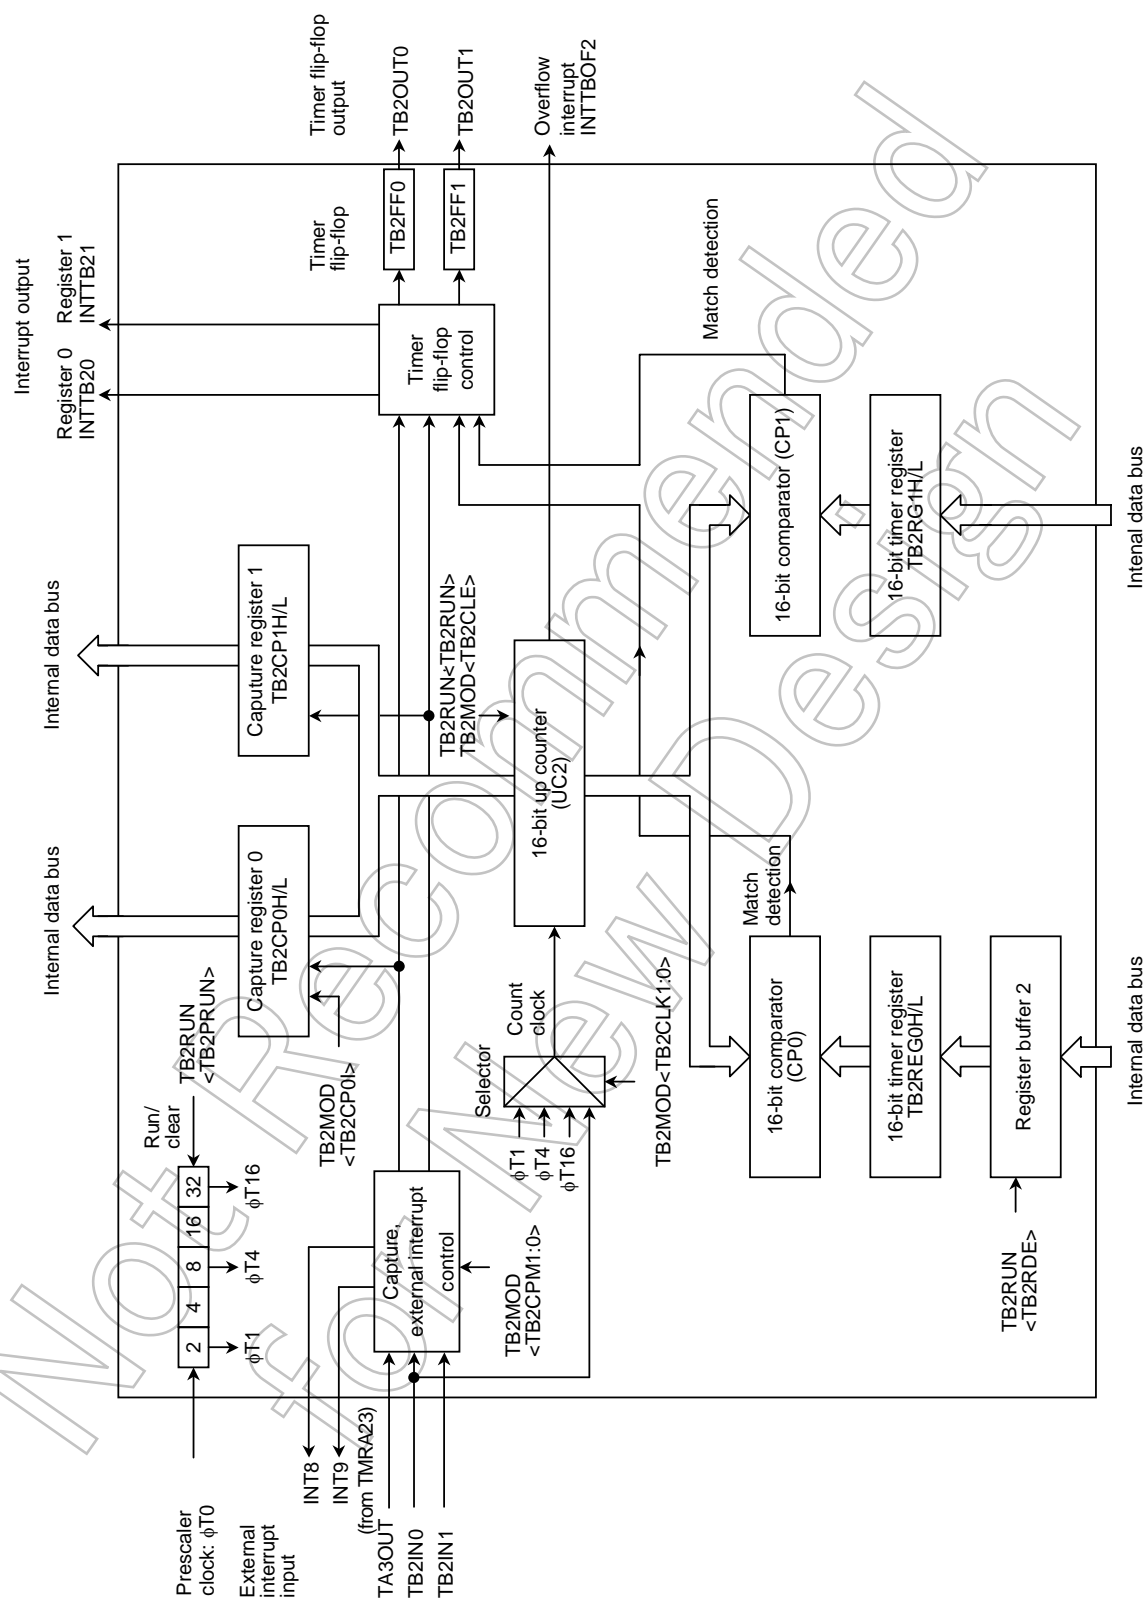 Interrupt output
Register 0
INTTB20
Register 1
INTTB21
Internal data bus
Internal data bus
Prescaler
clock: ϕT0
2
4
8
16
32
ϕT1
ϕT4
ϕT16
Run/
clear
TB2RUN
<TB2PRUN>
External
interrupt
input
INT8
INT9
TA3OUT
(from TMRA23)
TB2IN0
TB2IN1
Capture,
external interrupt
control
TB2MOD
<TB2CPM1:0>
TB2MOD
<TB2CP0I>
Capture register 0
TB2CP0H/L
Caputure register 1
TB2CP1H/L
Timer
flip-flop
control
Timer
flip-flop
TB2FF0
TB2FF1
Timer flip-flop
output
TB2OUT0
TB2OUT1
TB2RUN<TB2RUN>
TB2MOD<TB2CLE>
Selector
ϕT1
ϕT4
ϕT16
Count
clock
TB2MOD<TB2CLK1:0>
16-bit up counter
(UC2)
Overflow
interrupt
INTTBOF2
Match
detection
Match detection
16-bit comparator
(CP0)
16-bit comparator (CP1)
16-bit timer register
TB2REG0H/L
16-bit timer register
TB2RG1H/L
Register buffer 2
TB2RUN
<TB2RDE>
Internal data bus
Intenal data bus
Not Recommended
for New Design